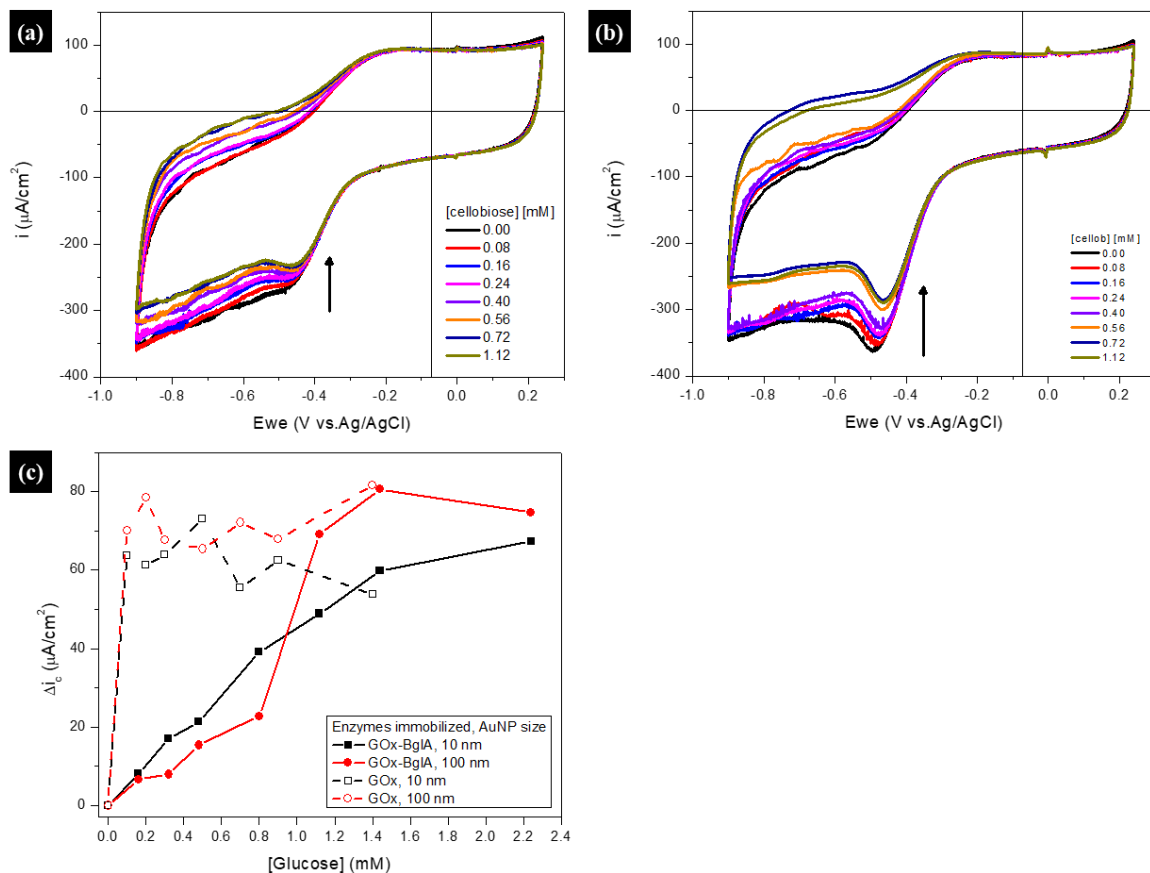 (a)
100
0
-100
-200
-300
-400
i (µA/cm²)
-1.0 -0.8 -0.6 -0.4 -0.2 0.0 0.2
Ewe (V vs.Ag/AgCl)
[cellobiose] [mM]
0.00
0.08
0.16
0.24
0.40
0.56
0.72
1.12
(b)
100
0
-100
-200
-300
-400
i (µA/cm²)
-1.0 -0.8 -0.6 -0.4 -0.2 0.0 0.2
Ewe (V vs.Ag/AgCl)
[cellob] [mM]
0.00
0.08
0.16
0.24
0.40
0.56
0.72
1.12
(c)
80
60
40
20
0
Δi_c (µA/cm²)
Enzymes immobilized, AuNP size
GOx-BglA, 10 nm
GOx-BglA, 100 nm
GOx, 10 nm
GOx, 100 nm
0.0 0.2 0.4 0.6 0.8 1.0 1.2 1.4 1.6 1.8 2.0 2.2 2.4
[Glucose] (mM)